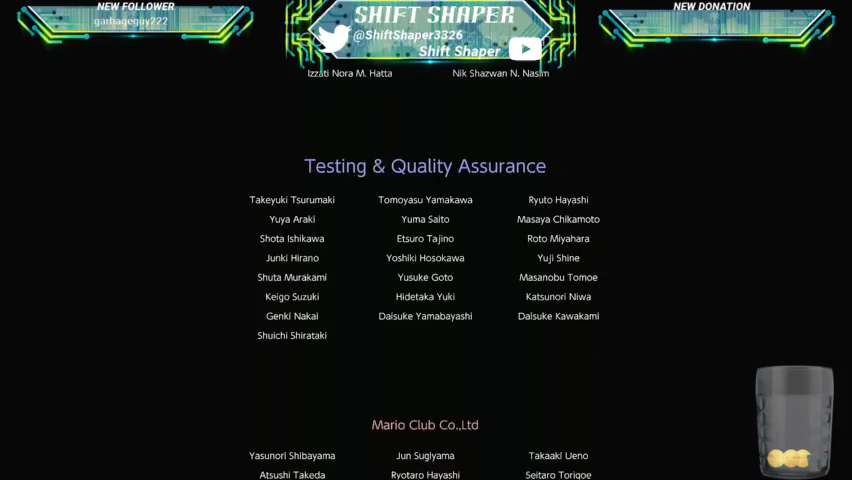 NEW FOLLOWER
garbageguy222
SHIFT SHAPER
@ShiftShaper3326
Shift Shaper
NEW DONATION
Izzati Nora M. Hatta Nik Shazwan N. Nasim
Testing & Quality Assurance
Takeyuki Tsurumaki Tomoyasu Yamakawa Ryuto Hayashi
Yuya Araki Yuma Saito Masaya Chikamoto
Shota Ishikawa Etsuro Tajino Roto Miyahara
Junki Hirano Yoshiki Hosokawa Yuji Shine
Shuta Murakami Yusuke Goto Masanobu Tomoe
Keigo Suzuki Hidetaka Yuki Katsunori Niwa
Genki Nakai Daisuke Yamabayashi Daisuke Kawakami
Shuichi Shirataki
Mario Club Co.,Ltd
Yasunori Shibayama Jun Sugiyama Takaaki Ueno
Atsushi Takeda Ryotaro Hayashi Seitaro Torigoe